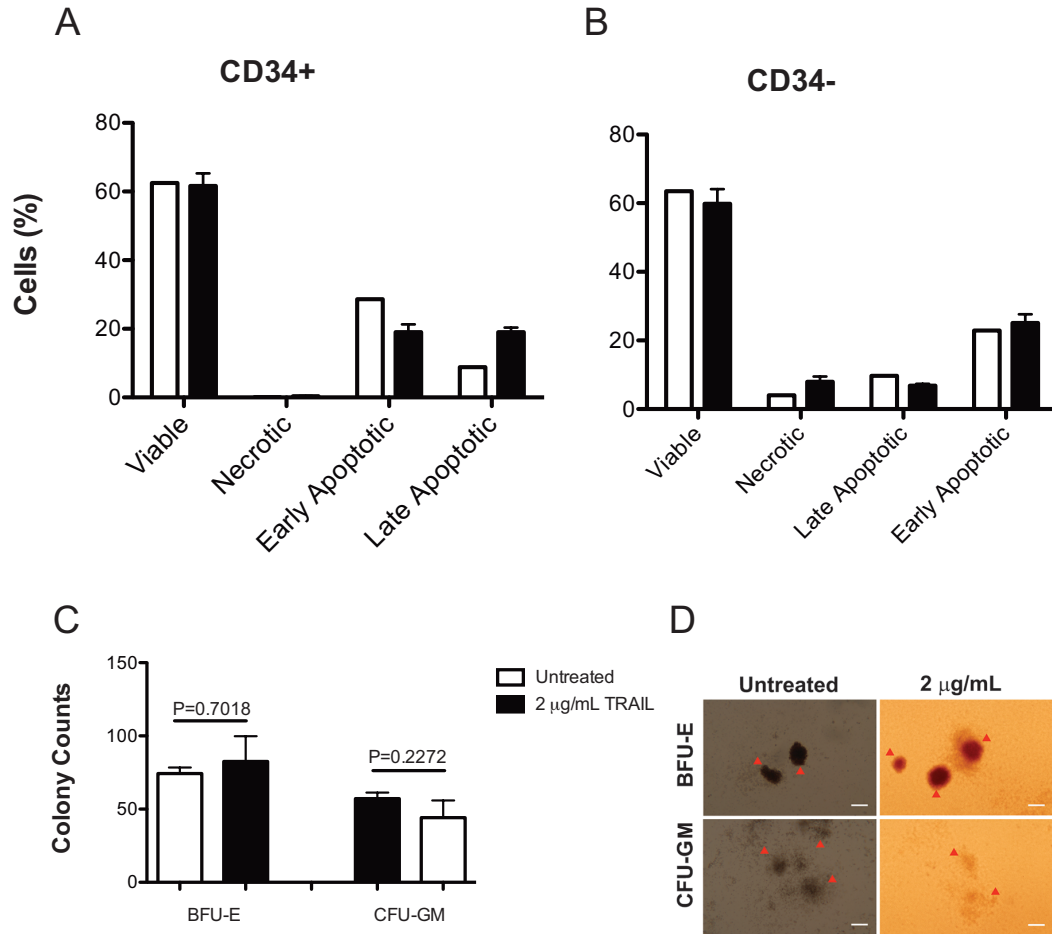 A
CD34+
Cells (%)
80
60
40
20
0
Viable
Necrotic
Early Apoptotic
Late Apoptotic
B
CD34-
80
60
40
20
0
Viable
Necrotic
Late Apoptotic
Early Apoptotic
C
Colony Counts
150
100
50
0
P=0.7018
P=0.2272
BFU-E
CFU-GM
Untreated
2 µg/mL TRAIL
D
Untreated
2 µg/mL
BFU-E
CFU-GM